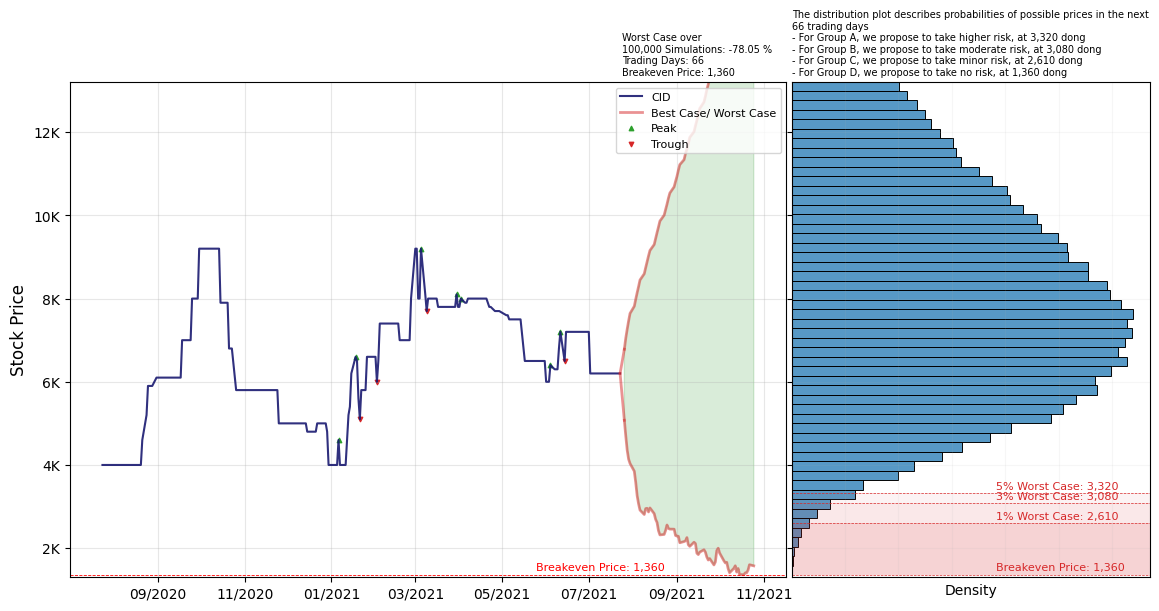 The distribution plot describes probabilities of possible prices in the next
66 trading days
- For Group A, we propose to take higher risk, at 3,320 dong
- For Group B, we propose to take moderate risk, at 3,080 dong
- For Group C, we propose to take minor risk, at 2,610 dong
- For Group D, we propose to take no risk, at 1,360 dong
Worst Case over
100,000 Simulations: -78.05 %
Trading Days: 66
Breakeven Price: 1,360
CID
Best Case/ Worst Case
Peak
Trough
Stock Price
12K
10K
8K
6K
4K
2K
Breakeven Price: 1,360
09/2020
11/2020
01/2021
03/2021
05/2021
07/2021
09/2021
11/2021
5% Worst Case: 3,320
3% Worst Case: 3,080
1% Worst Case: 2,610
Breakeven Price: 1,360
Density